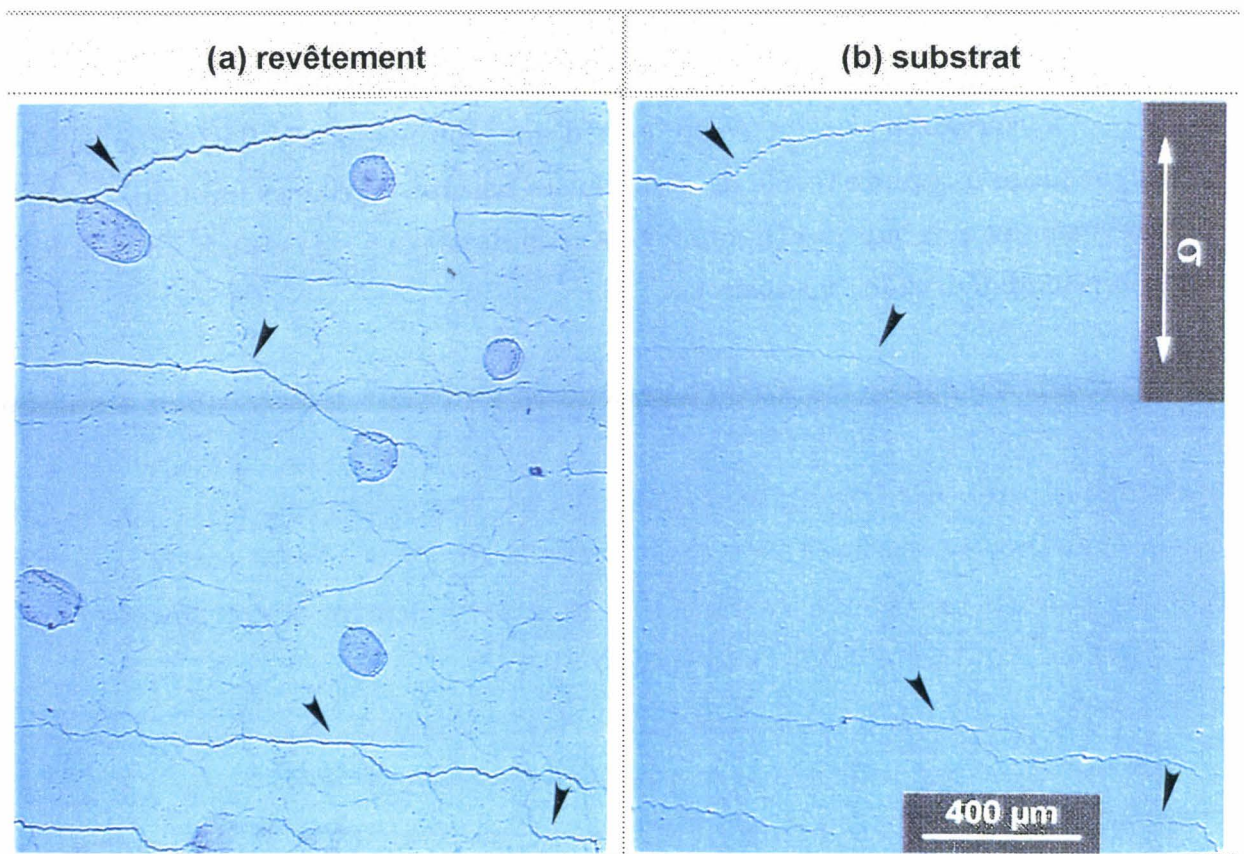 (a) revêtement
(b) substrat
σ
400 µm